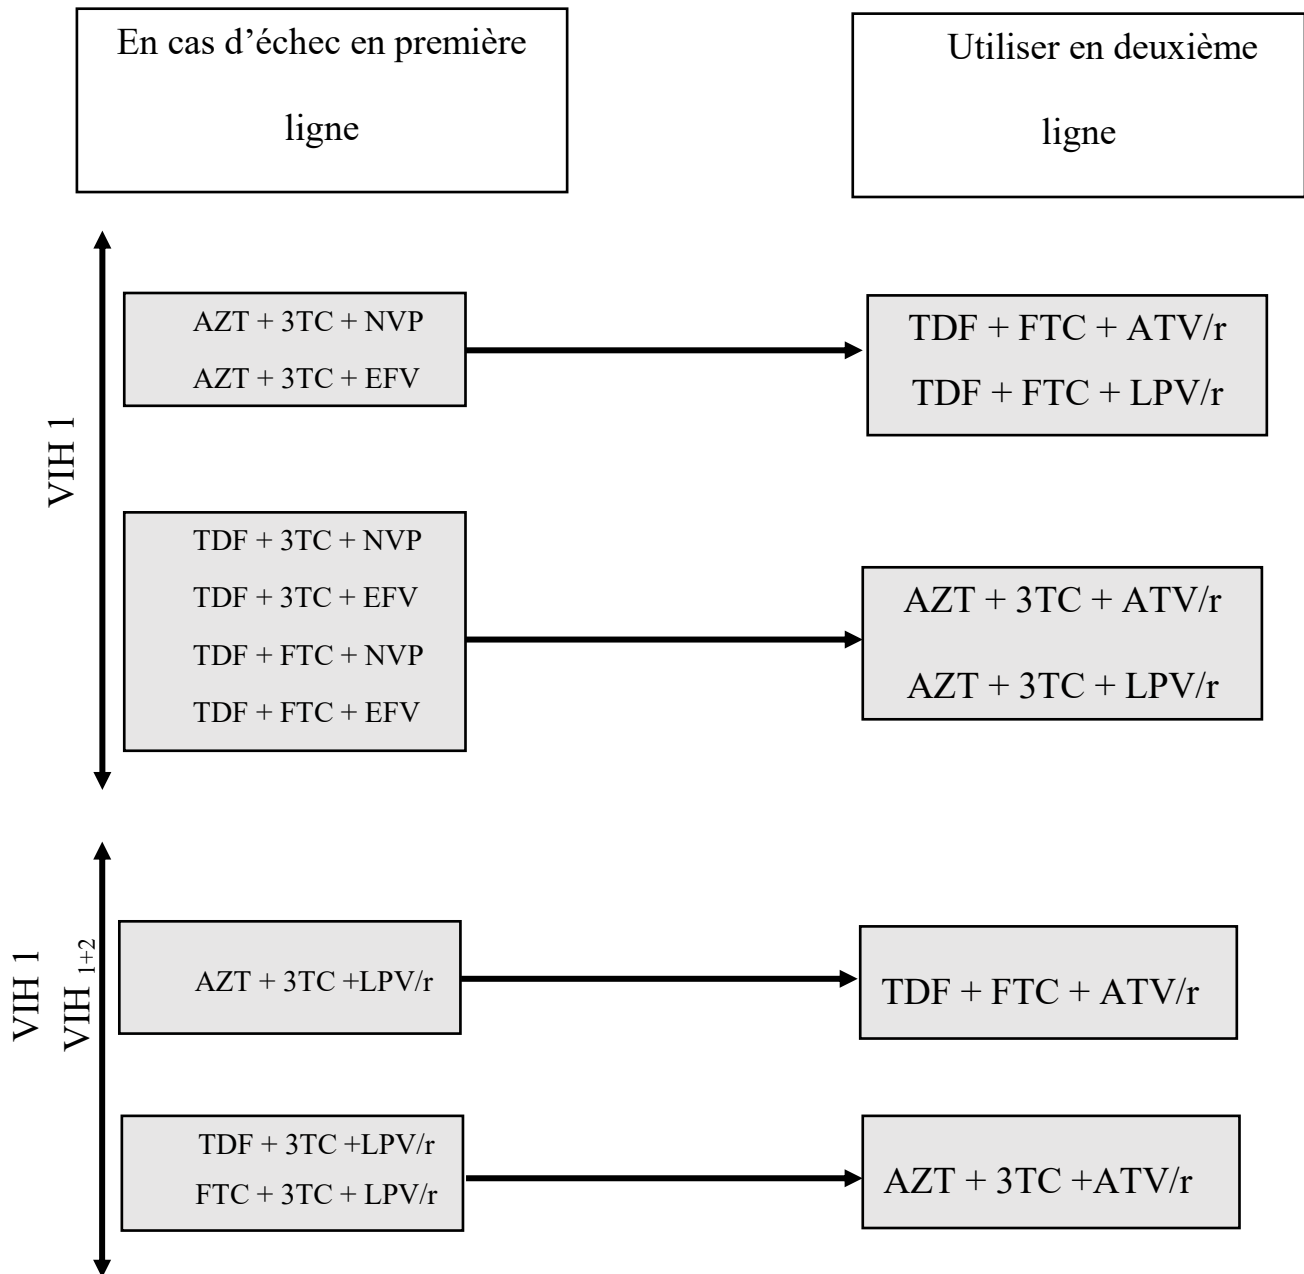 En cas d’échec en première
ligne
Utiliser en deuxième
ligne
VIH 1
AZT + 3TC + NVP
AZT + 3TC + EFV
TDF + FTC + ATV/r
TDF + FTC + LPV/r
TDF + 3TC + NVP
TDF + 3TC + EFV
TDF + FTC + NVP
TDF + FTC + EFV
AZT + 3TC + ATV/r
AZT + 3TC + LPV/r
VIH 1
VIH 1+2
AZT + 3TC +LPV/r
TDF + FTC + ATV/r
TDF + 3TC +LPV/r
FTC + 3TC + LPV/r
AZT + 3TC +ATV/r